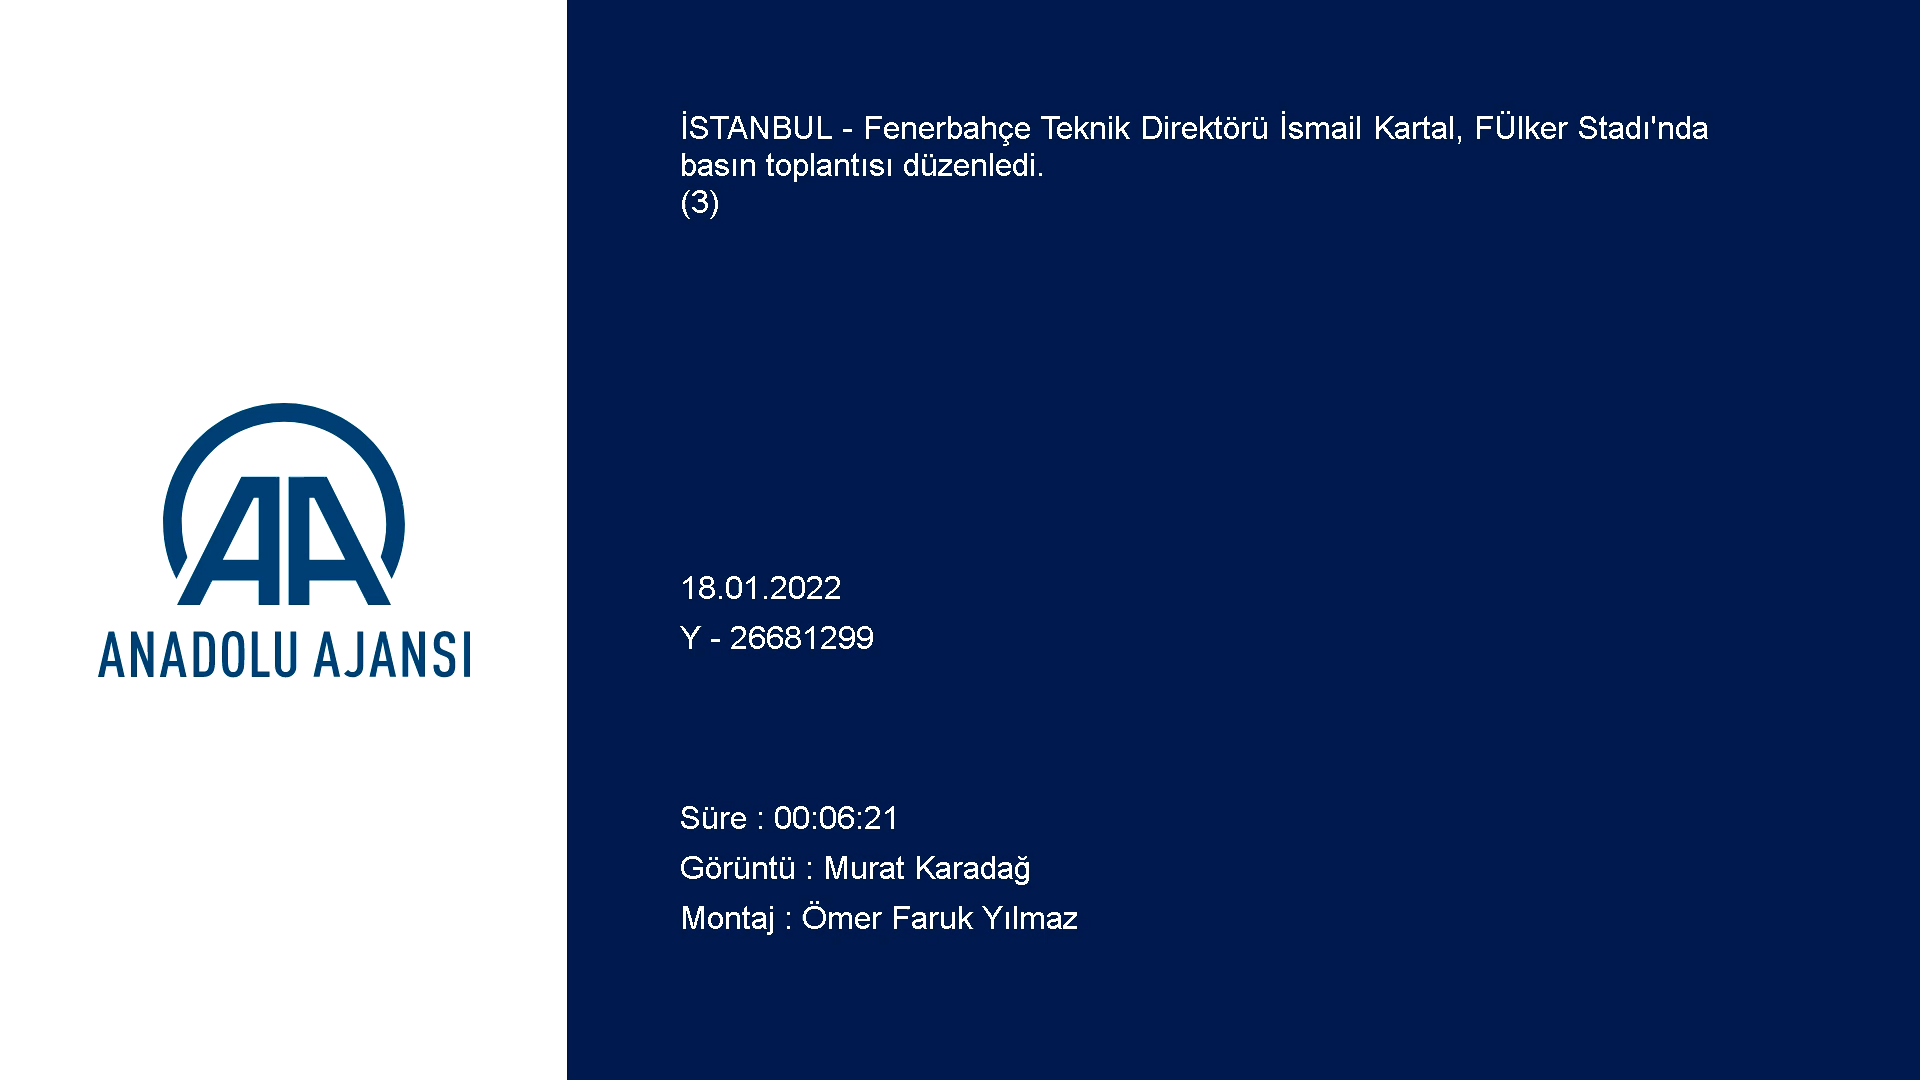 İSTANBUL - Fenerbahçe Teknik Direktörü İsmail Kartal, FÜlker Stadı'nda
basın toplantısı düzenledi.
(3)
AA
ANADOLU AJANSI
18.01.2022
Y - 26681299
Süre : 00:06:21
Görüntü : Murat Karadağ
Montaj : Ömer Faruk Yılmaz